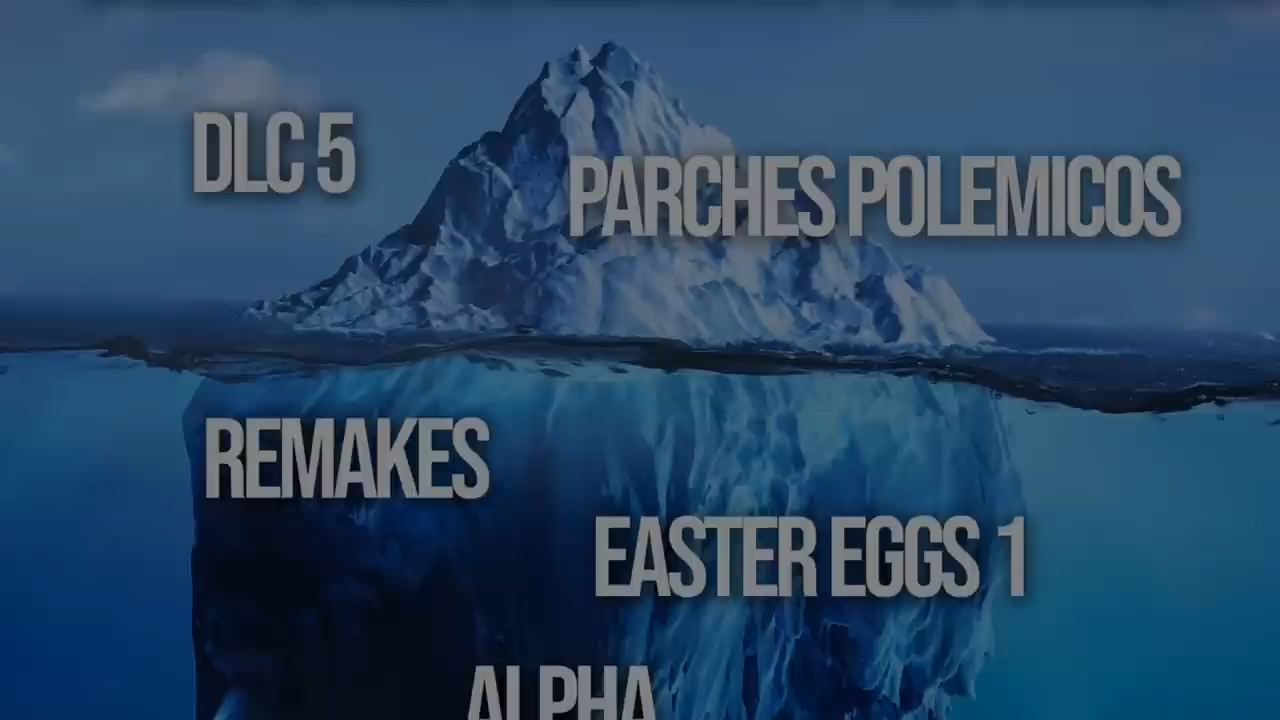 DLC 5
PARCHES POLEMICOS
REMAKES
EASTER EGGS 1
ALPHA